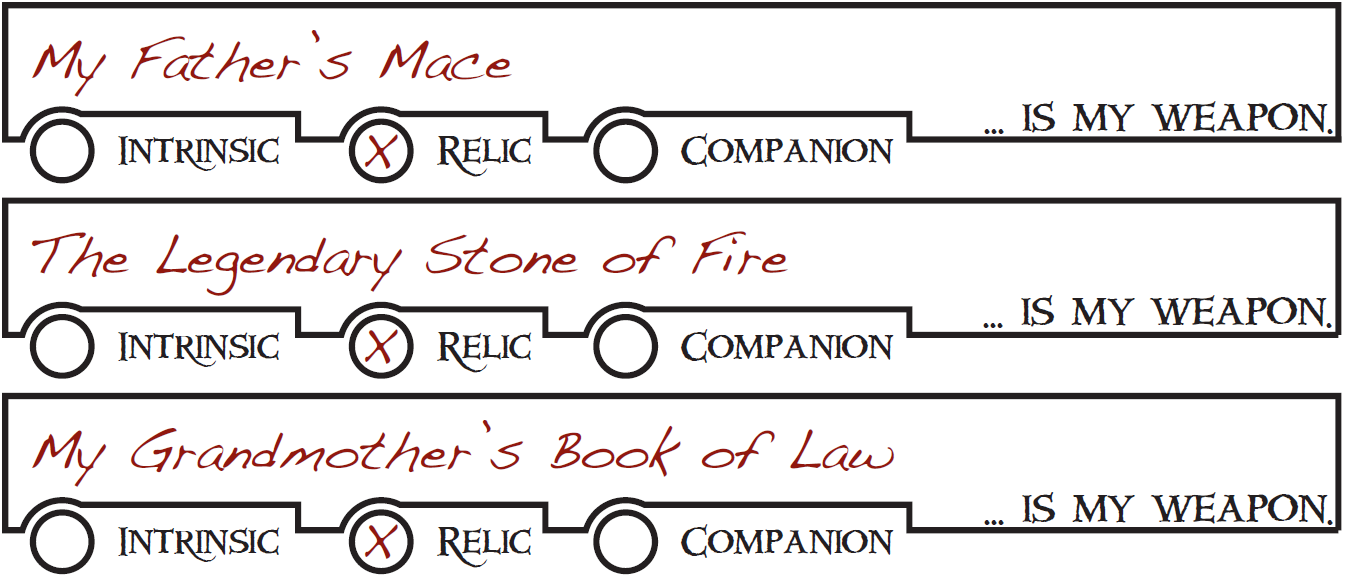 My Father's Mace
... IS MY WEAPON.
INTRINSIC X RELIC COMPANION
The Legendary Stone of Fire
... IS MY WEAPON.
INTRINSIC X RELIC COMPANION
My Grandmother's Book of Law
... IS MY WEAPON.
INTRINSIC X RELIC COMPANION